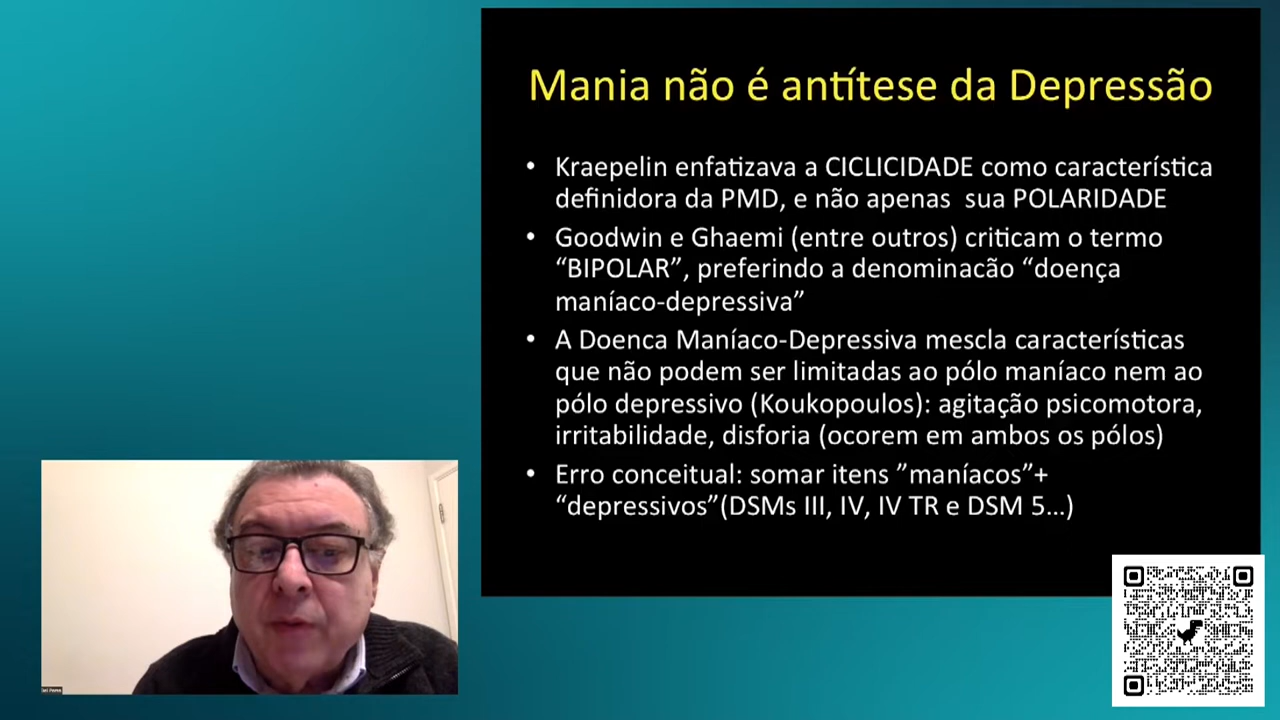 Mania não é antítese da Depressão
• Kraepelin enfatizava a CICLICIDADE como característica
definidora da PMD, e não apenas sua POLARIDADE
• Goodwin e Ghaemi (entre outros) criticam o termo
“BIPOLAR”, preferindo a denominacão “doença
maníaco-depressiva”
• A Doenca Maníaco-Depressiva mescla características
que não podem ser limitadas ao pólo maníaco nem ao
pólo depressivo (Koukopoulos): agitação psicomotora,
irritabilidade, disforia (ocorem em ambos os pólos)
• Erro conceitual: somar itens ”maníacos”+
“depressivos”(DSMs III, IV, IV TR e DSM 5...)